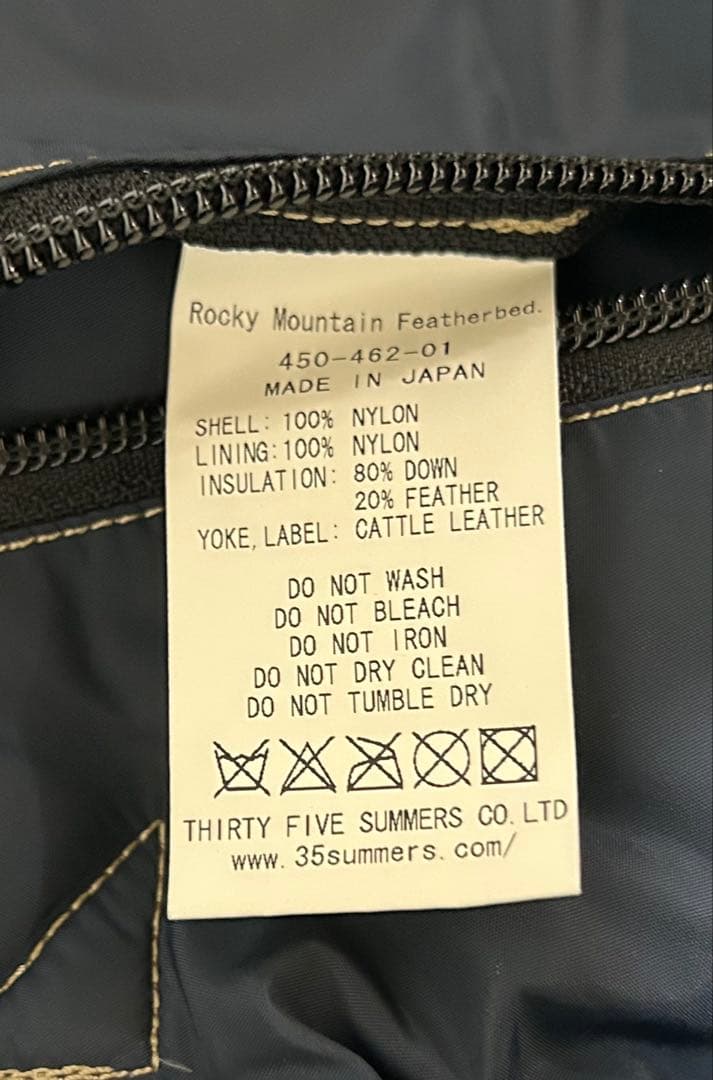 Rocky Mountain Featherbed.
450-462-01
MADE IN JAPAN
SHELL: 100% NYLON
LINING: 100% NYLON
INSULATION: 80% DOWN
20% FEATHER
YOKE, LABEL: CATTLE LEATHER
DO NOT WASH
DO NOT BLEACH
DO NOT IRON
DO NOT DRY CLEAN
DO NOT TUMBLE DRY
THIRTY FIVE SUMMERS CO. LTD
www. 35summers. com/